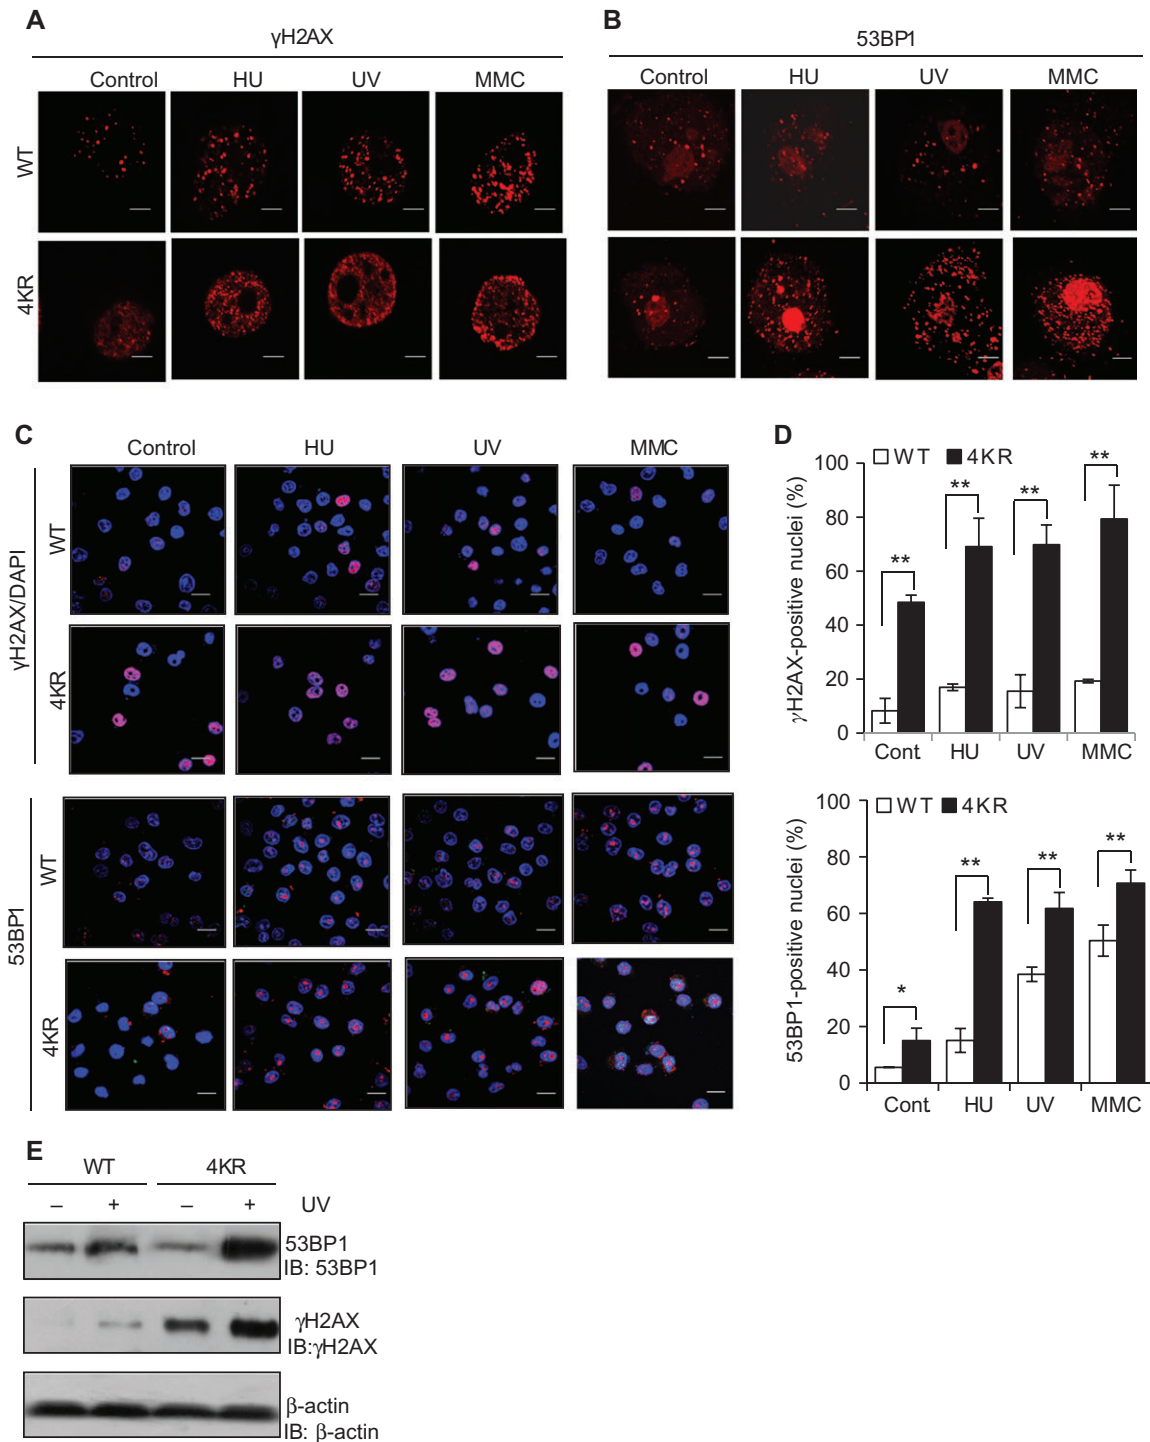 A
γH2AX
Control HU UV MMC
WT
4KR
B
53BP1
Control HU UV MMC
C
Control HU UV MMC
γH2AX/DAPI
WT
4KR
53BP1
WT
4KR
D
WT 4KR
γH2AX-positive nuclei (%)
100
80
60
40
20
0
** ** ** **
Cont. HU UV MMC
WT 4KR
53BP1-positive nuclei (%)
100
80
60
40
20
0
* ** ** **
Cont. HU UV MMC
E
WT 4KR
– + – + UV
53BP1
IB: 53BP1
γH2AX
IB:γH2AX
β-actin
IB: β-actin